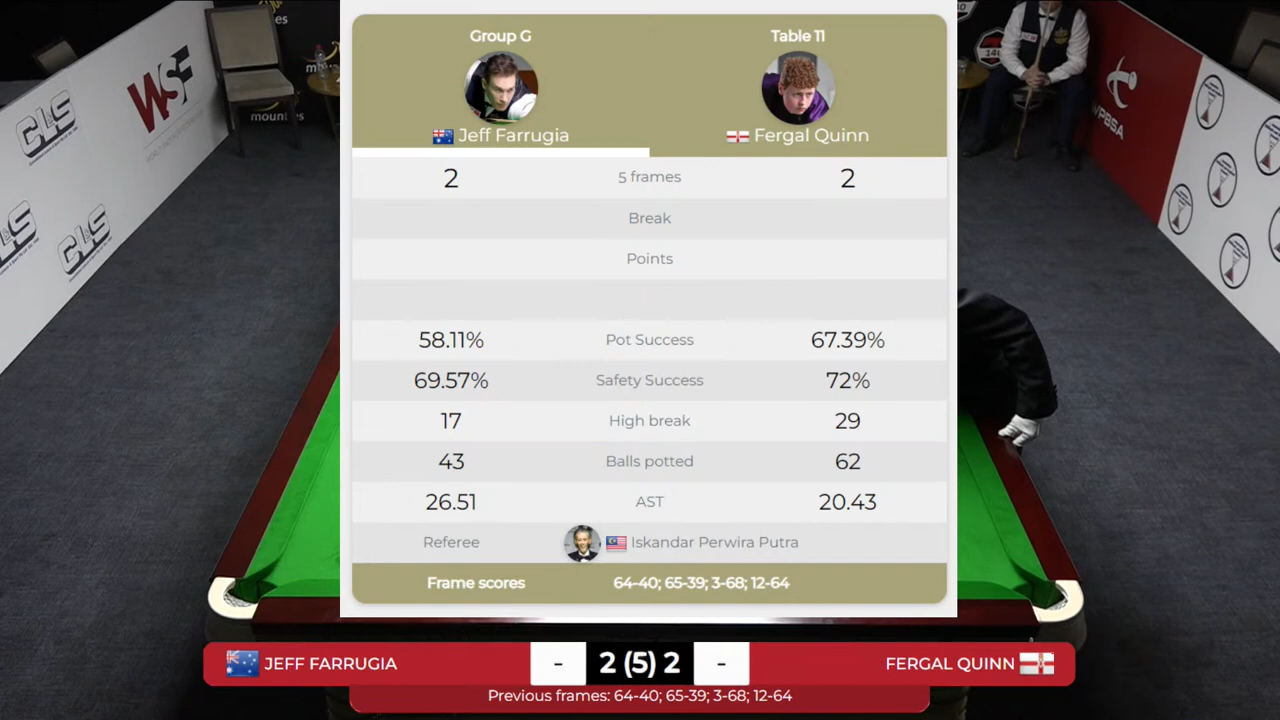 Group G
Table 11
Jeff Farrugia
Fergal Quinn
2 5 frames 2
Break
Points
58.11% Pot Success 67.39%
69.57% Safety Success 72%
17 High break 29
43 Balls potted 62
26.51 AST 20.43
Referee Iskandar Perwira Putra
Frame scores 64-40; 65-39; 3-68; 12-64
JEFF FARRUGIA - 2 (5) 2 - FERGAL QUINN
Previous frames: 64-40; 65-39; 3-68; 12-64
CLS
WSF
CLS
mounties
WPBSA